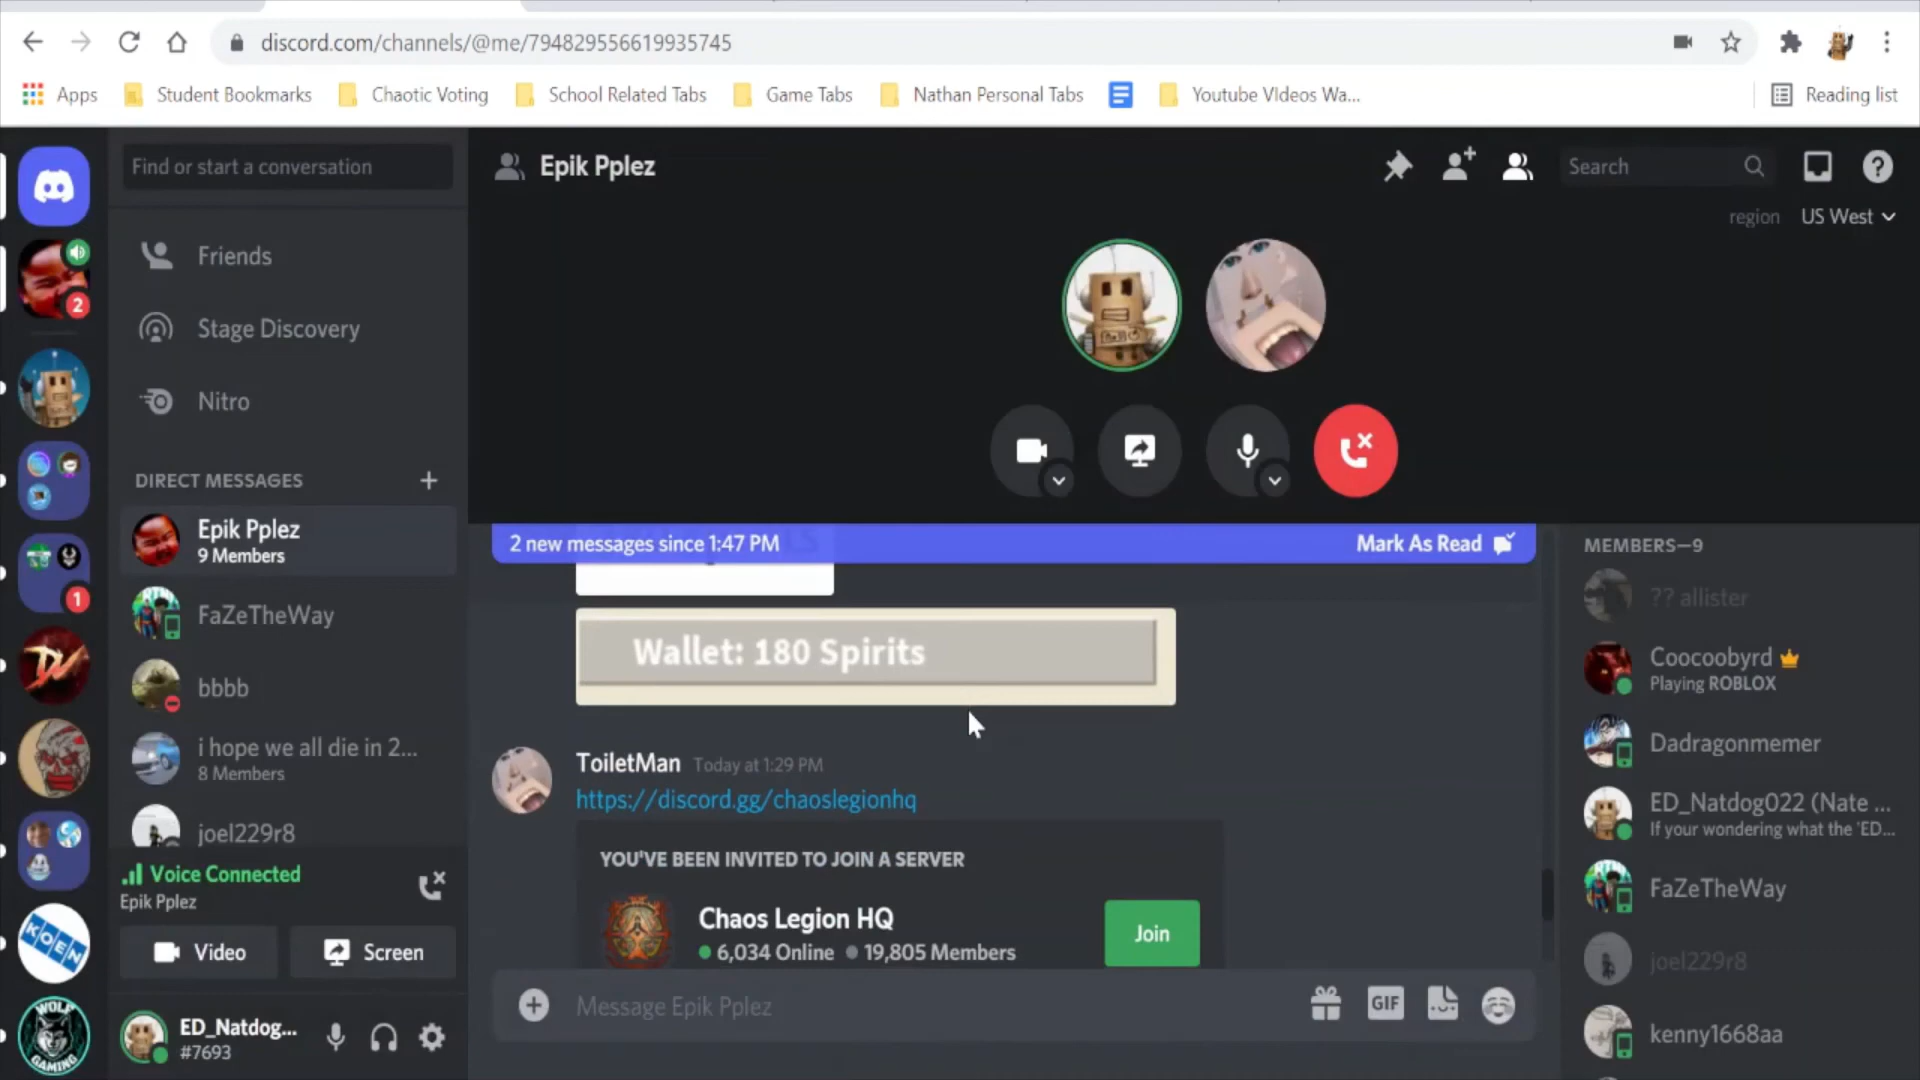 discord.com/channels/@me/794829556619935745
Apps
Student Bookmarks
Chaotic Voting
School Related Tabs
Game Tabs
Nathan Personal Tabs
Youtube VIdeos Wa...
Reading list
Find or start a conversation
Epik Pplez
Search
region US West
Friends
Stage Discovery
Nitro
DIRECT MESSAGES
Epik Pplez
9 Members
FaZeTheWay
bbbb
i hope we all die in 2...
8 Members
joel229r8
Voice Connected
Epik Pplez
Video
Screen
ED_Natdog...
#7693
2
1
KOEN
WOLF
GAMING
2 new messages since 1:47 PM
Mark As Read
Wallet: 180 Spirits
ToiletMan Today at 1:29 PM
https://discord.gg/chaoslegionhq
YOU'VE BEEN INVITED TO JOIN A SERVER
Chaos Legion HQ
6,034 Online 19,805 Members
Join
Message Epik Pplez
GIF
MEMBERS—9
?? allister
Coocoobyrd
Playing ROBLOX
Dadragonmemer
ED_Natdog022 (Nate ...
If your wondering what the 'ED...
FaZeTheWay
joel229r8
kenny1668aa